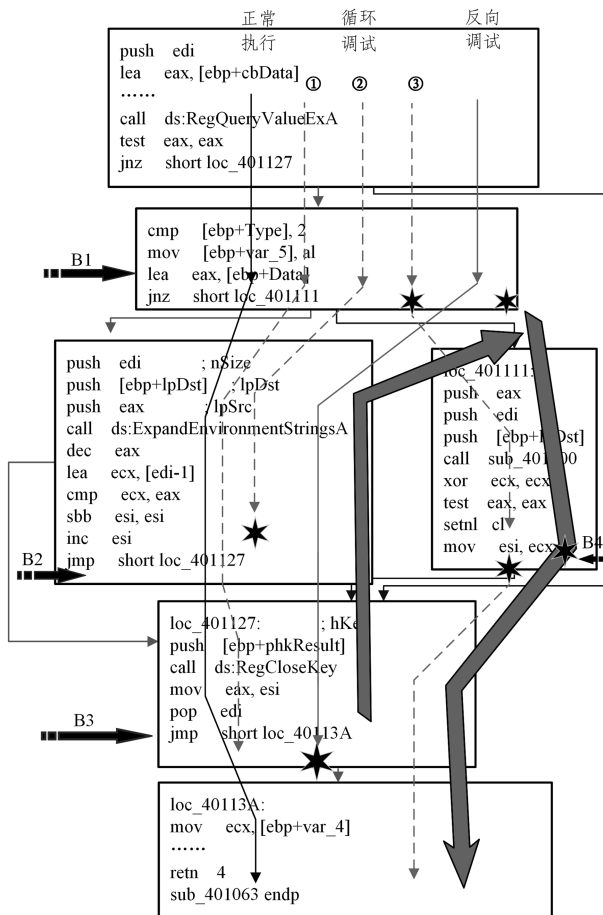 正常
执行
循环
调试
反向
调试
① ② ③
push edi
lea eax, [ebp+cbData]
……
call ds:RegQueryValueExA
test eax, eax
jnz short loc_401127
B1
cmp [ebp+Type], 2
mov [ebp+var_5], al
lea eax, [ebp+Data]
jnz short loc_401111
push edi ; nSize
push [ebp+lpDst] ; lpDst
push eax ; lpSrc
call ds:ExpandEnvironmentStringsA
dec eax
lea ecx, [edi-1]
cmp ecx, eax
sbb esi, esi
inc esi
jmp short loc_401127
B2
loc_401111:
push eax
push edi
push
call
xor ecx, ecx
test eax, eax
setnl cl
mov esi, ecx
B4
loc_401127: ;
push [ebp+phkResult]
call ds:RegCloseKey
mov eax, esi
pop edi
jmp short loc_40113A
B3
loc_40113A:
mov ecx, [ebp+var_4]
……
retn 4
sub_401063 endp